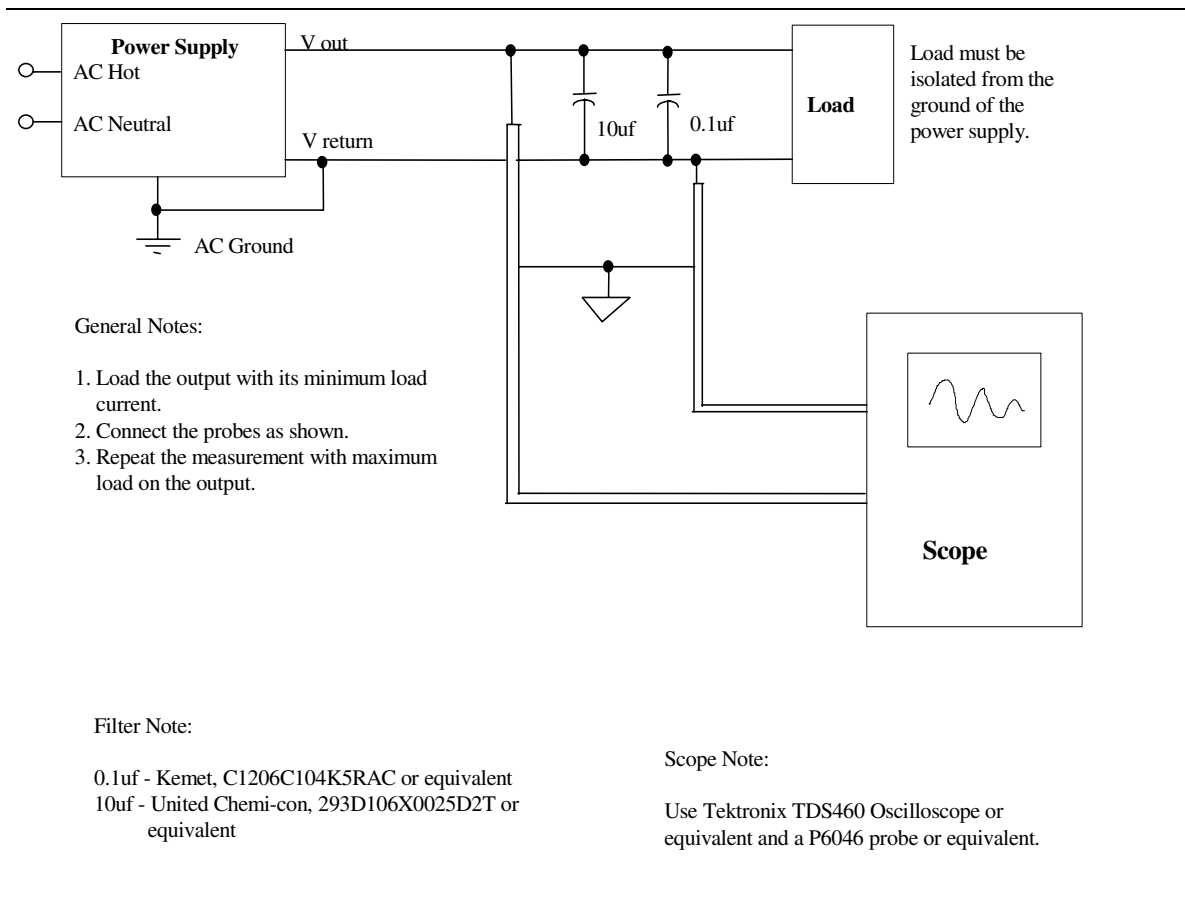 Power Supply
AC Hot
AC Neutral
V out
V return
AC Ground
10uf
0.1uf
Load
Load must be
isolated from the
ground of the
power supply.
General Notes:
1. Load the output with its minimum load
current.
2. Connect the probes as shown.
3. Repeat the measurement with maximum
load on the output.
Scope
Filter Note:
0.1uf - Kemet, C1206C104K5RAC or equivalent
10uf - United Chemi-con, 293D106X0025D2T or
equivalent
Scope Note:
Use Tektronix TDS460 Oscilloscope or
equivalent and a P6046 probe or equivalent.